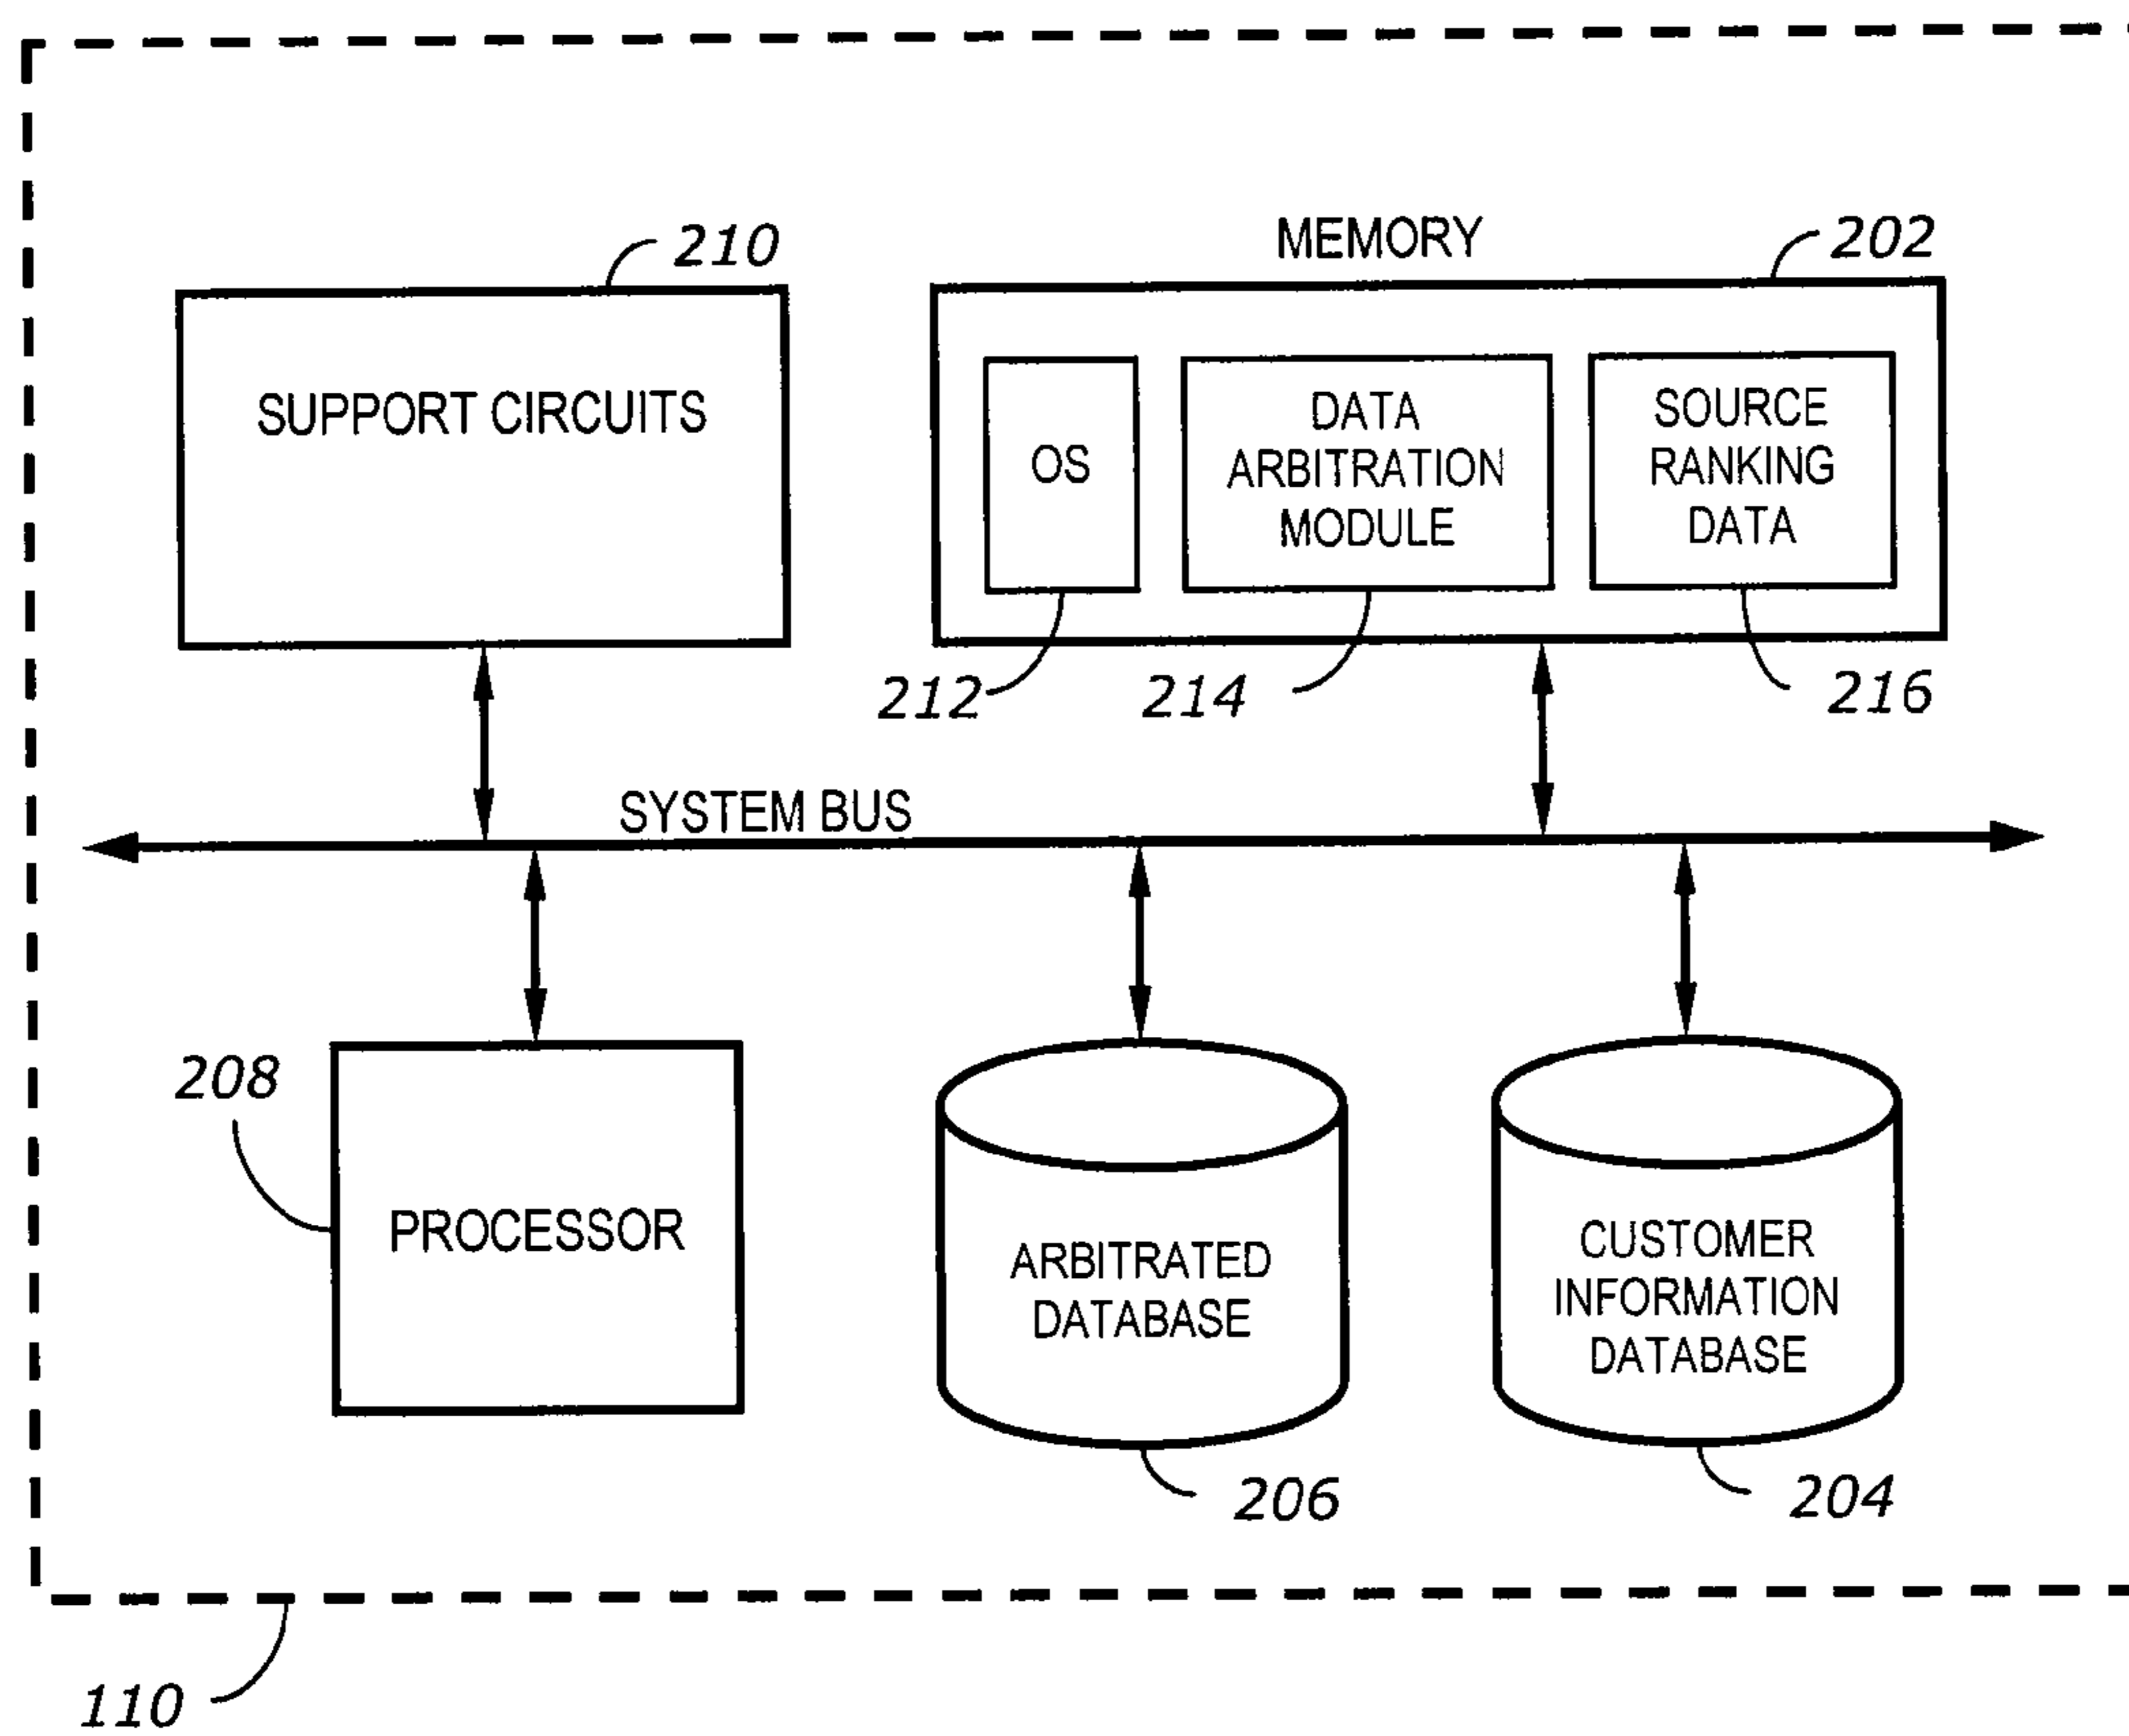 210
MEMORY
202
SUPPORT CIRCUITS
OS
DATA
ARBITRATION
MODULE
SOURCE
RANKING
DATA
212
214
216
SYSTEM BUS
208
PROCESSOR
ARBITRATED
DATABASE
CUSTOMER
INFORMATION
DATABASE
206
204
110